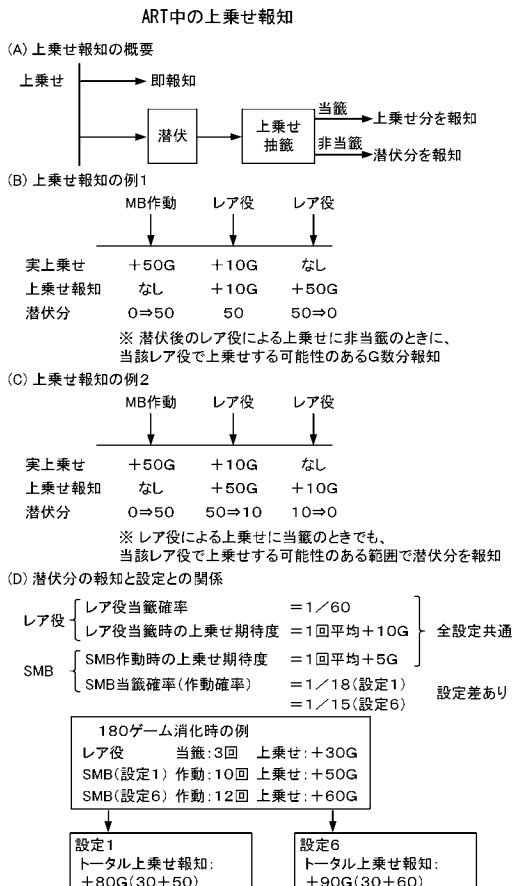 ART中の上乗せ報知
(A) 上乗せ報知の概要
上乗せ
即報知
潜伏
上乗せ
抽籤
当籤
上乗せ分を報知
非当籤
潜伏分を報知
(B) 上乗せ報知の例1
MB作動 レア役 レア役
実上乗せ +50G +10G なし
上乗せ報知 なし +10G +50G
潜伏分 0⇒50 50 50⇒0
※ 潜伏後のレア役による上乗せに非当籤のときに、
当該レア役で上乗せする可能性のあるG数分報知
(C) 上乗せ報知の例2
MB作動 レア役 レア役
実上乗せ +50G +10G なし
上乗せ報知 なし +50G +10G
潜伏分 0⇒50 50⇒10 10⇒0
※ レア役による上乗せに当籤のときでも、
当該レア役で上乗せする可能性のある範囲で潜伏分を報知
(D) 潜伏分の報知と設定との関係
レア役
レア役当籤確率 =1/60
レア役当籤時の上乗せ期待度 =1回平均+10G
全設定共通
SMB
SMB作動時の上乗せ期待度 =1回平均+5G
SMB当籤確率(作動確率) =1/18(設定1)
=1/15(設定6)
設定差あり
180ゲーム消化時の例
レア役 当籤:3回 上乗せ:+30G
SMB(設定1) 作動:10回 上乗せ:+50G
SMB(設定6) 作動:12回 上乗せ:+60G
設定1
トータル上乗せ報知:
+80G(30+50)
設定6
トータル上乗せ報知:
+90G(30+60)